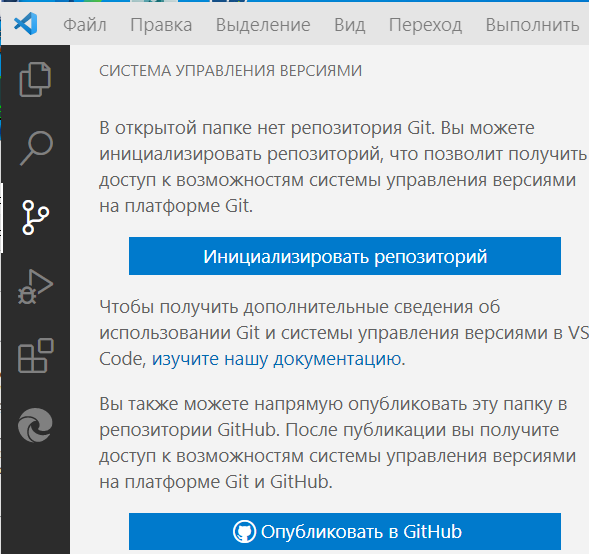 Файл Правка Выделение Вид Переход Выполнить
СИСТЕМА УПРАВЛЕНИЯ ВЕРСИЯМИ
В открытой папке нет репозитория Git. Вы можете
инициализировать репозиторий, что позволит получить
доступ к возможностям системы управления версиями
на платформе Git.
Инициализировать репозиторий
Чтобы получить дополнительные сведения об
использовании Git и системы управления версиями в VS
Code, изучите нашу документацию.
Вы также можете напрямую опубликовать эту папку в
репозитории GitHub. После публикации вы получите
доступ к возможностям системы управления версиями
на платформе Git и GitHub.
Опубликовать в GitHub